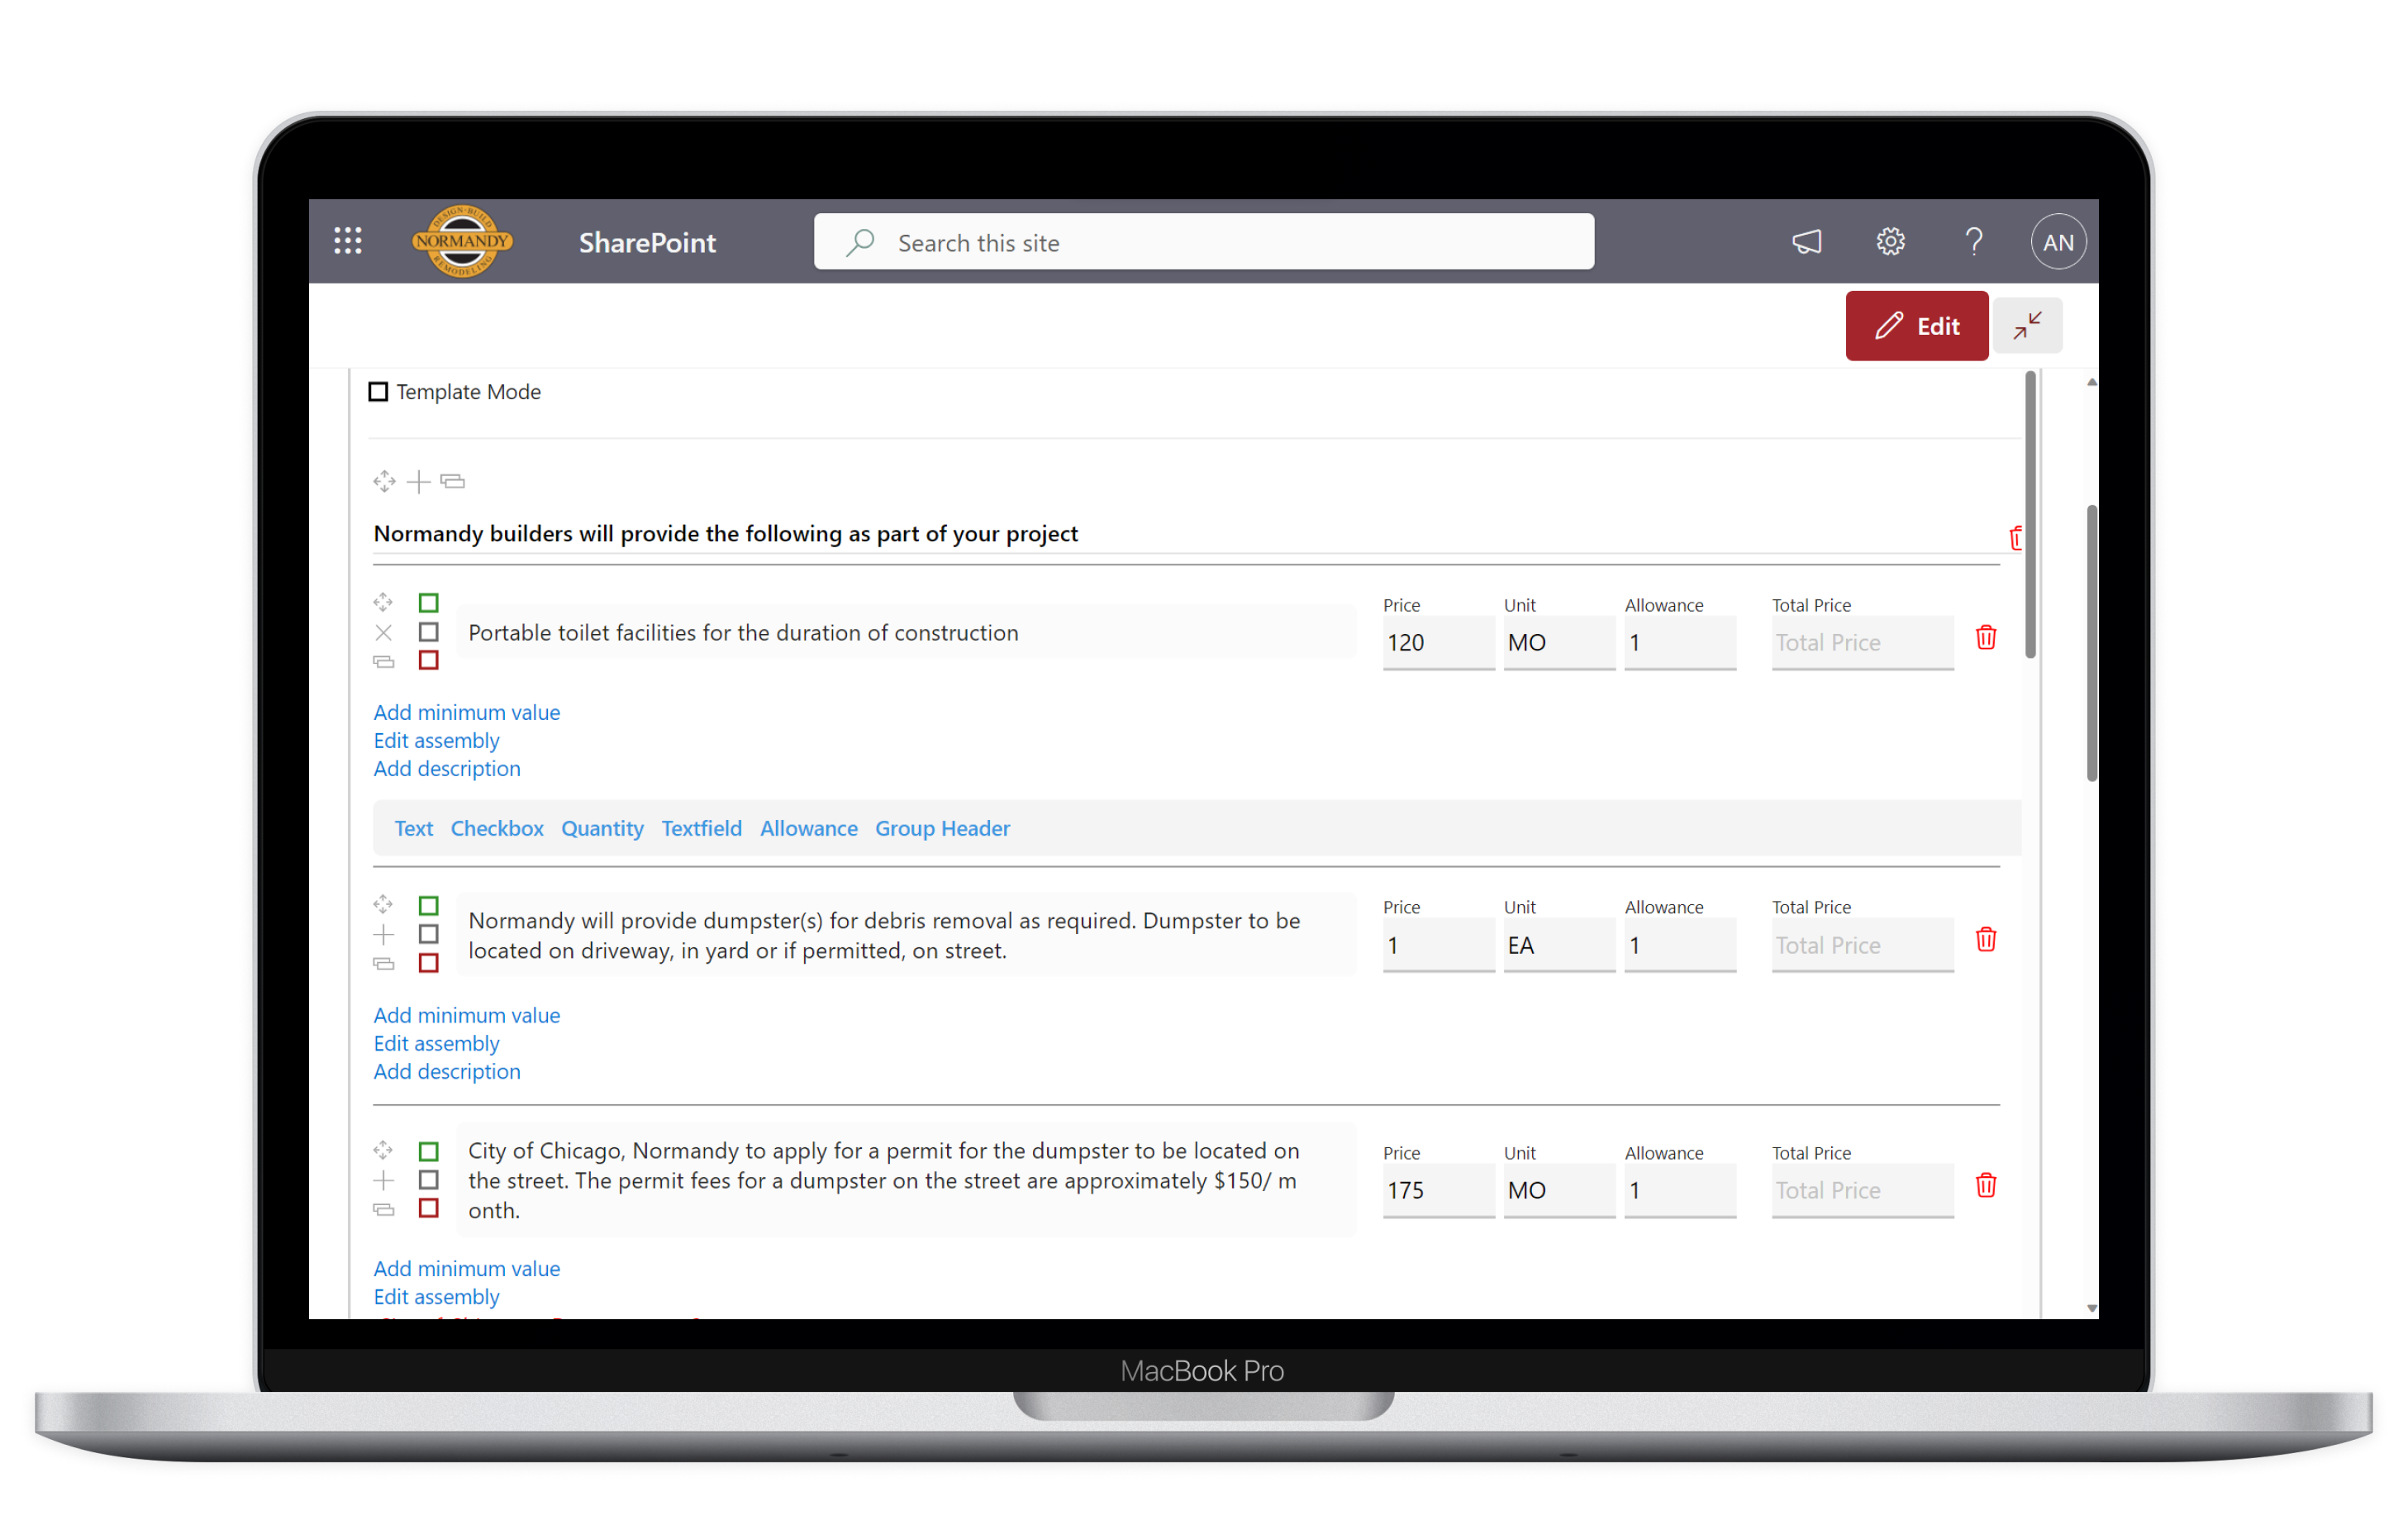 DESIGN-BUILD
NORMANDY
REMODELING
SharePoint
Search this site
?
AN
Edit
Template Mode
Normandy builders will provide the following as part of your project
Portable toilet facilities for the duration of construction
Price Unit Allowance Total Price
120 MO 1 Total Price
Add minimum value
Edit assembly
Add description
Text Checkbox Quantity Textfield Allowance Group Header
Normandy will provide dumpster(s) for debris removal as required. Dumpster to be
located on driveway, in yard or if permitted, on street.
Price Unit Allowance Total Price
1 EA 1 Total Price
Add minimum value
Edit assembly
Add description
City of Chicago, Normandy to apply for a permit for the dumpster to be located on
the street. The permit fees for a dumpster on the street are approximately $150/ m
onth.
Price Unit Allowance Total Price
175 MO 1 Total Price
Add minimum value
Edit assembly
MacBook Pro